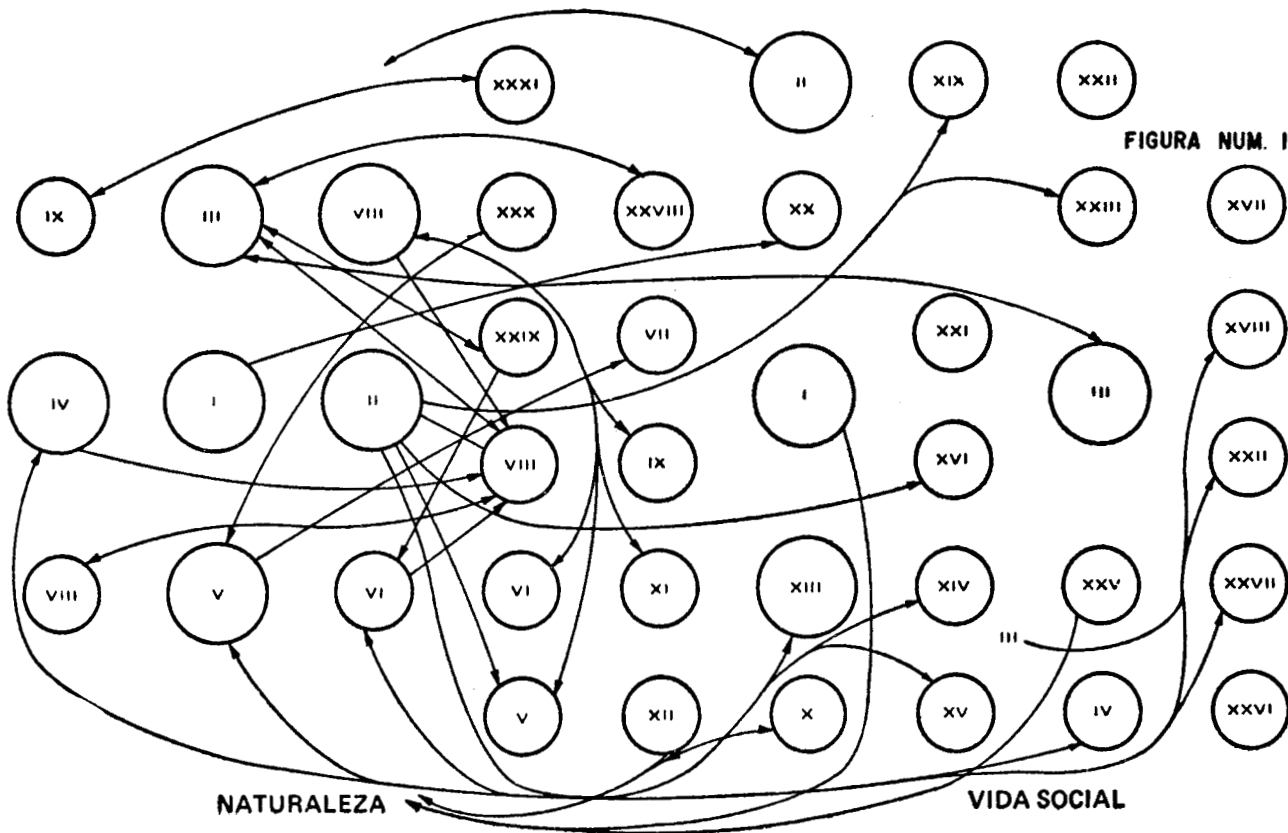 XXXI II XIX XXII
FIGURA NUM. I
IX III VIII XXX XXVIII XX XXIII XVII
XXIX VII XXI XVIII
IV I II I III
VIII IX XVI XXII
VIII V VI VI XI XIII XIV XXV XXVII
III
V XII X XV IV XXVI
NATURALEZA VIDA SOCIAL